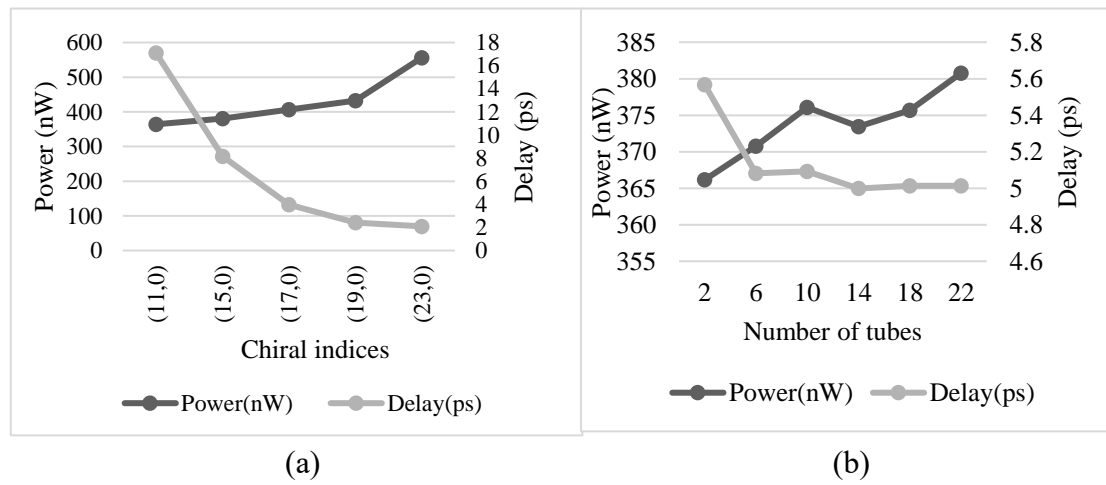 600
500
400
300
200
100
0
Power (nW)
18
16
14
12
10
8
6
4
2
0
Delay (ps)
(11,0)
(15,0)
(17,0)
(19,0)
(23,0)
Chiral indices
Power(nW)
Delay(ps)
(a)
385
380
375
370
365
360
355
Power (nW)
5.8
5.6
5.4
5.2
5
4.8
4.6
Delay (ps)
2 6 10 14 18 22
Number of tubes
Power(nW)
Delay(ps)
(b)